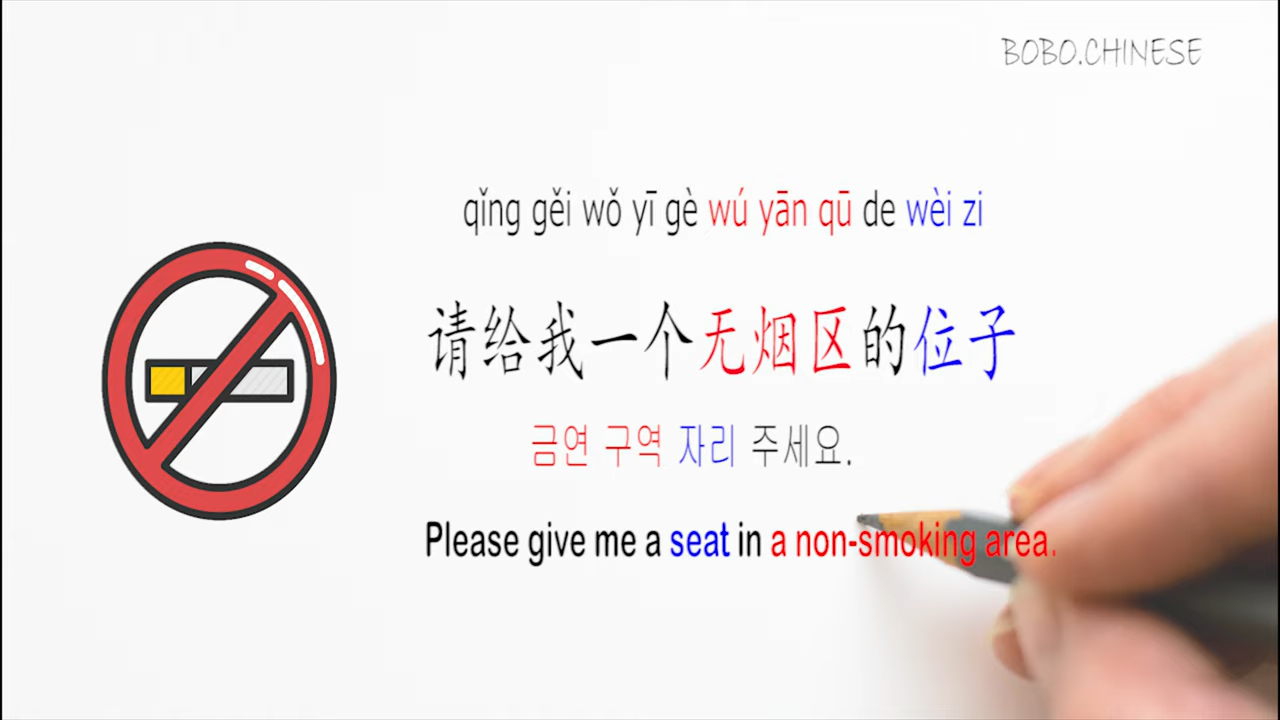 BOBO.CHINESE
qǐng gěi wǒ yī gè wú yān qū de wèi zi
请给我一个无烟区的位子
금연 구역 자리 주세요.
Please give me a seat in a non-smoking area.